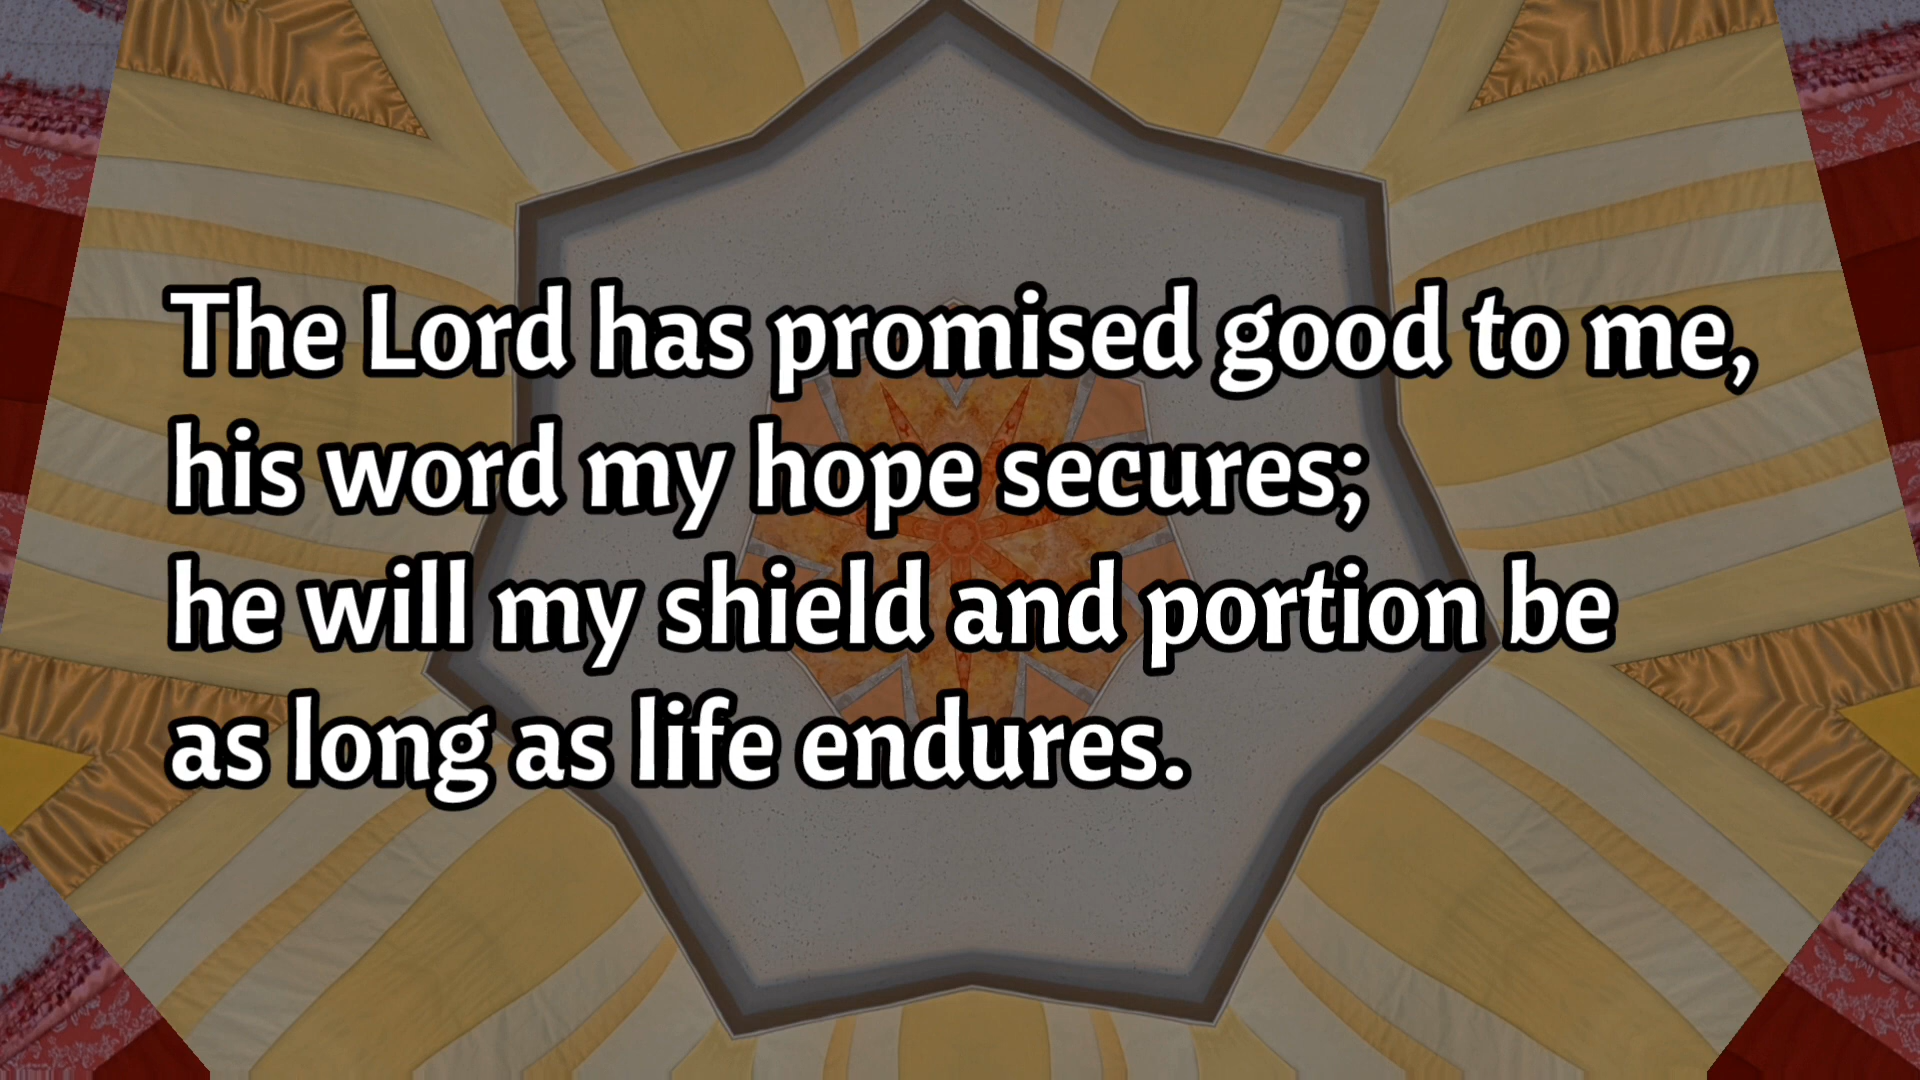 The Lord has promised good to me,
his word my hope secures;
he will my shield and portion be
as long as life endures.